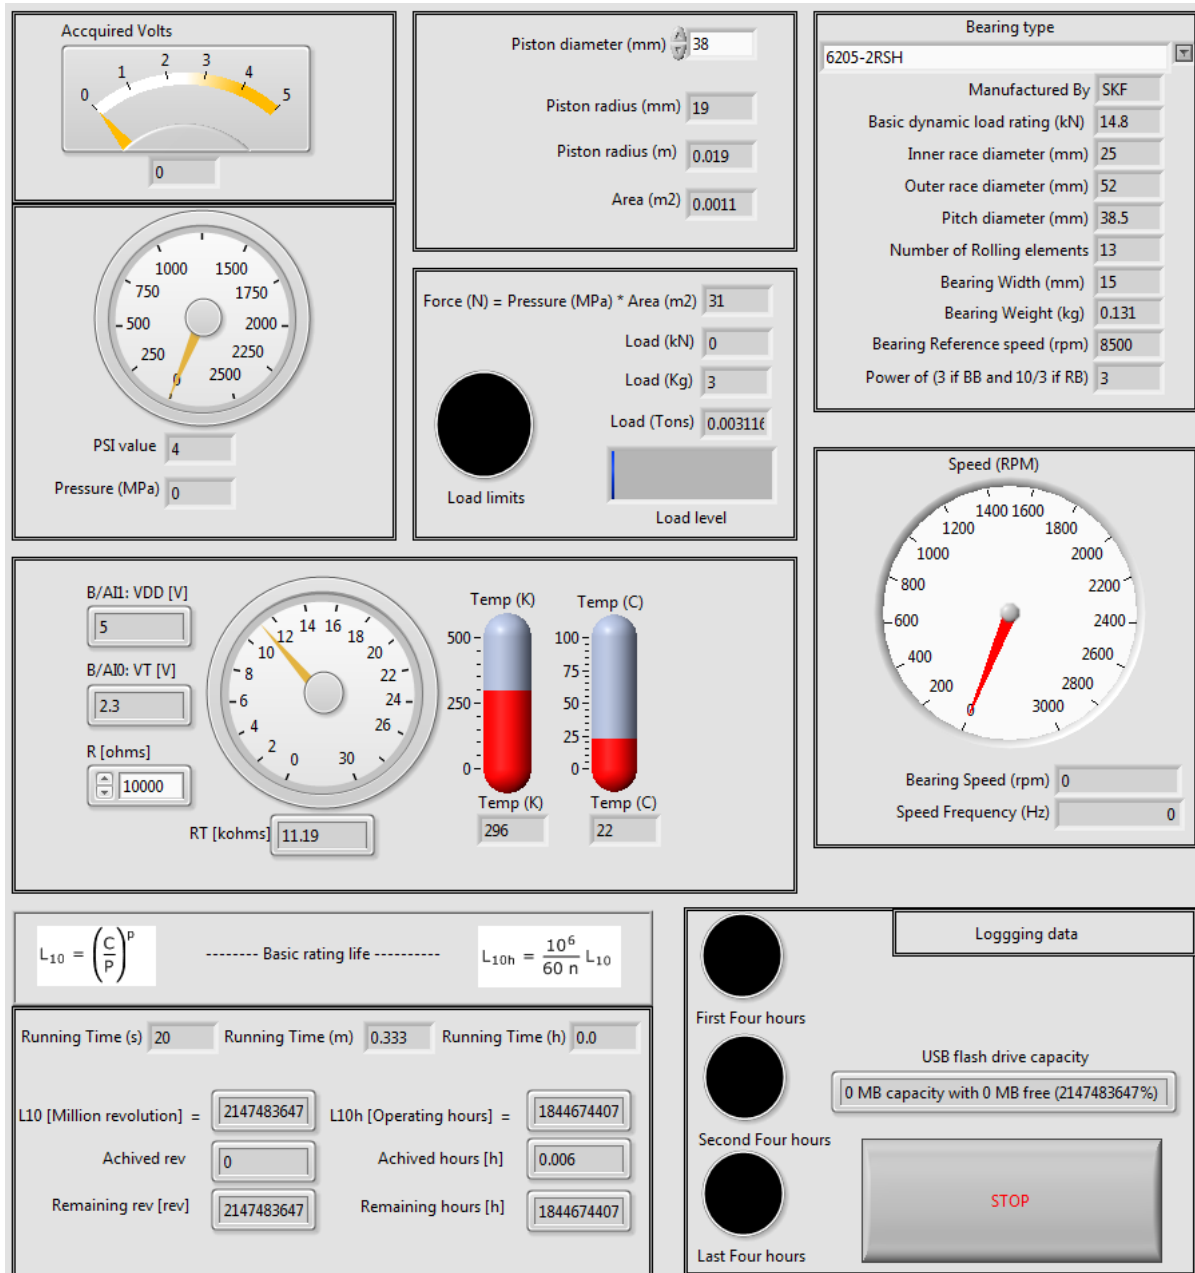 Accquired Volts
0 1 2 3 4 5
0
0 250 500 750 1000 1500 1750 2000 2250 2500
PSI value 4
Pressure (MPa) 0
Piston diameter (mm) 38
Piston radius (mm) 19
Piston radius (m) 0.019
Area (m2) 0.0011
Force (N) = Pressure (MPa) * Area (m2) 31
Load (kN) 0
Load (Kg) 3
Load (Tons) 0.003116
Load limits
Load level
Bearing type
6205-2RSH
Manufactured By SKF
Basic dynamic load rating (kN) 14.8
Inner race diameter (mm) 25
Outer race diameter (mm) 52
Pitch diameter (mm) 38.5
Number of Rolling elements 13
Bearing Width (mm) 15
Bearing Weight (kg) 0.131
Bearing Reference speed (rpm) 8500
Power of (3 if BB and 10/3 if RB) 3
Speed (RPM)
0 200 400 600 800 1000 1200 1400 1600 1800 2000 2200 2400 2600 2800 3000
Bearing Speed (rpm) 0
Speed Frequency (Hz) 0
B/AI1: VDD [V]
5
B/AI0: VT [V]
2.3
R [ohms]
10000
0 2 4 6 8 10 12 14 16 18 20 22 24 26 30
RT [kohms] 11.19
Temp (K)
500
250
0
Temp (K)
296
Temp (C)
100
75
50
25
0
Temp (C)
22
L10 = (C/P)^p
-------- Basic rating life ----------
L10h = 10^6/60 n L10
Running Time (s) 20 Running Time (m) 0.333 Running Time (h) 0.0
L10 [Million revolution] = 2147483647 L10h [Operating hours] = 1844674407
Achived rev 0 Achived hours [h] 0.006
Remaining rev [rev] 2147483647 Remaining hours [h] 1844674407
Loggging data
First Four hours
Second Four hours
Last Four hours
USB flash drive capacity
0 MB capacity with 0 MB free (2147483647%)
STOP